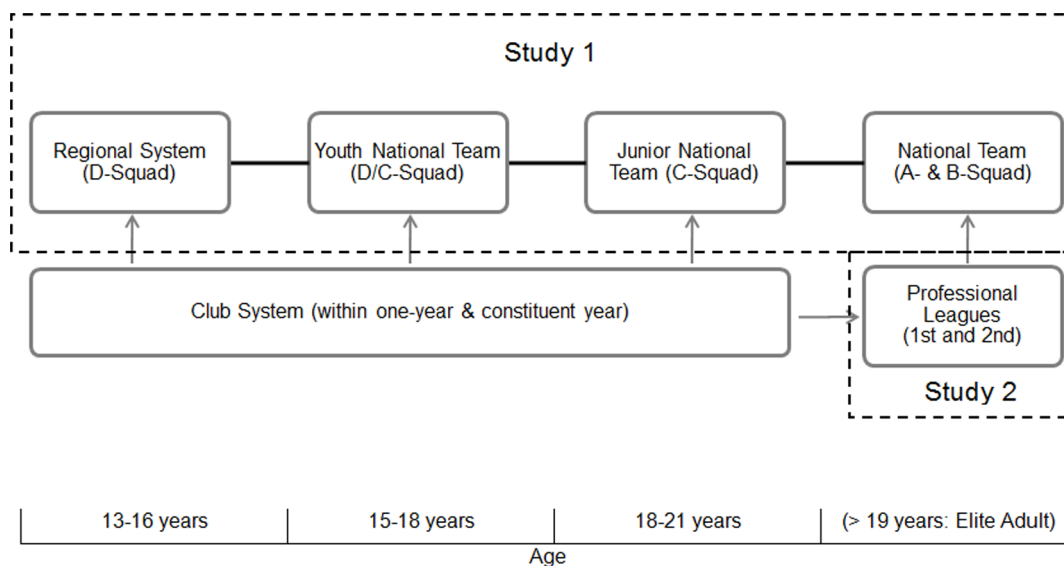 Study 1
Regional System
(D-Squad)
Youth National Team
(D/C-Squad)
Junior National
Team (C-Squad)
National Team
(A- & B-Squad)
Club System (within one-year & constituent year)
Professional
Leagues
(1st and 2nd)
Study 2
13-16 years
15-18 years
18-21 years
(> 19 years: Elite Adult)
Age